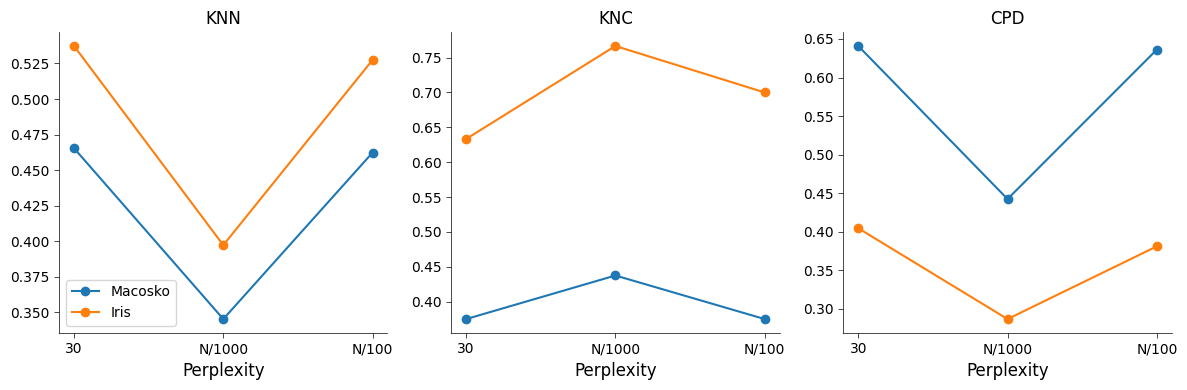 KNN
0.525
0.500
0.475
0.450
0.425
0.400
0.375
0.350
Macosko
Iris
30
N/1000
N/100
Perplexity
KNC
0.75
0.70
0.65
0.60
0.55
0.50
0.45
0.40
30
N/1000
N/100
Perplexity
CPD
0.65
0.60
0.55
0.50
0.45
0.40
0.35
0.30
30
N/1000
N/100
Perplexity